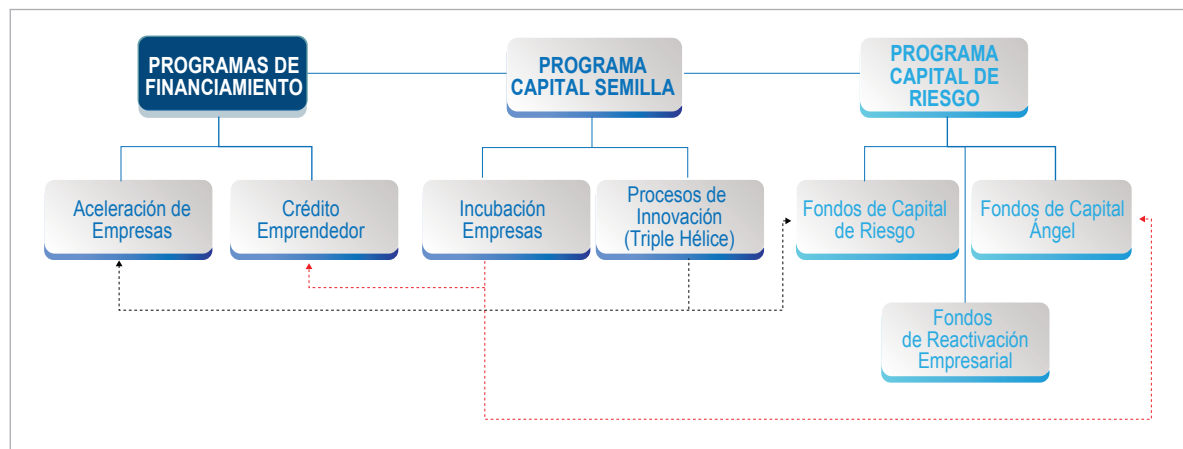 PROGRAMAS DE
FINANCIAMIENTO
PROGRAMA
CAPITAL SEMILLA
PROGRAMA
CAPITAL DE
RIESGO
Aceleración de
Empresas
Crédito
Emprendedor
Incubación
Empresas
Procesos de
Innovación
(Triple Hélice)
Fondos de Capital
de Riesgo
Fondos de Capital
Ángel
Fondos
de Reactivación
Empresarial